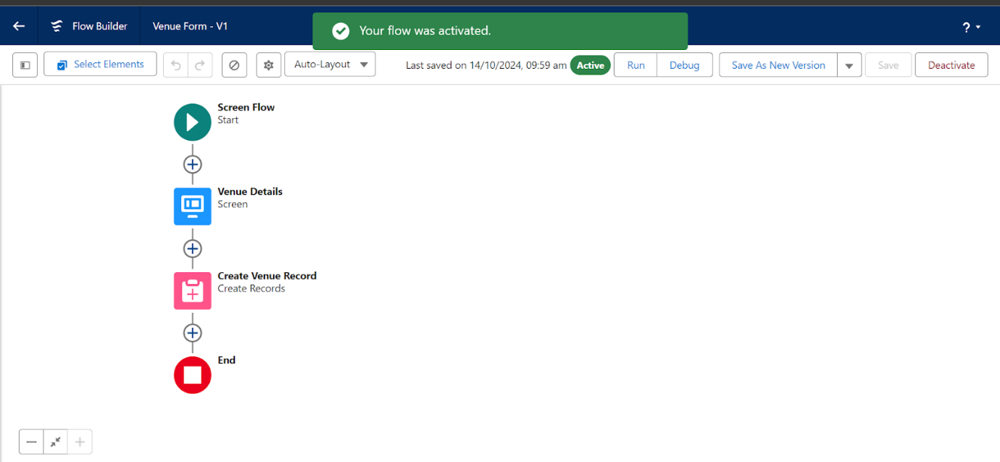 Flow Builder
Venue Form - V1
Your flow was activated.
?
Select Elements
Auto-Layout
Last saved on 14/10/2024, 09:59 am
Active
Run
Debug
Save As New Version
Save
Deactivate
Screen Flow
Start
Venue Details
Screen
Create Venue Record
Create Records
End